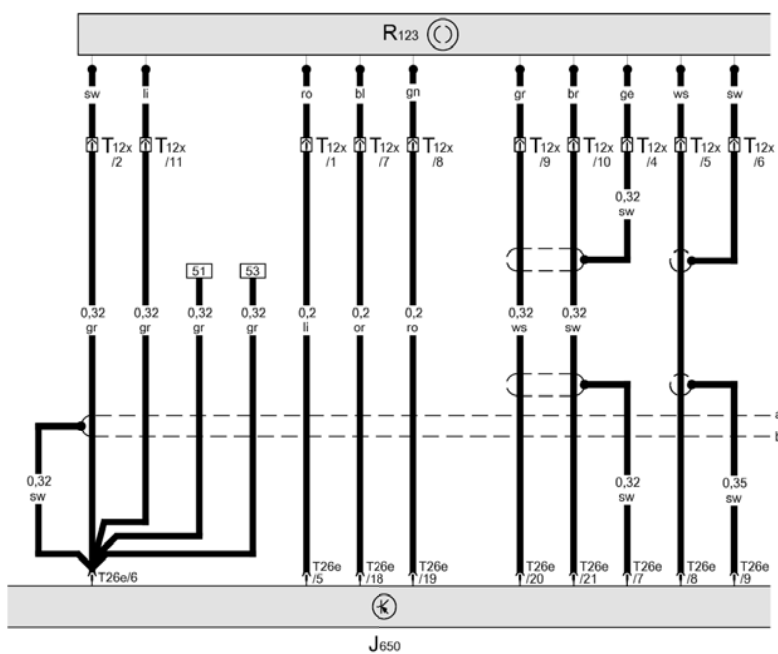 R123
sw li ro bl gn gr br ge ws sw
T12x/2 T12x/11 T12x/1 T12x/7 T12x/8 T12x/9 T12x/10 T12x/4 T12x/5 T12x/6
0,32 sw
51 53
0,32 gr 0,32 gr 0,32 gr 0,32 gr 0,2 li 0,2 or 0,2 ro 0,32 ws 0,32 sw
a
b
0,32 sw 0,32 sw 0,35 sw
T26e/6 T26e/5 T26e/18 T26e/19 T26e/20 T26e/21 T26e/7 T26e/8 T26e/9
J650